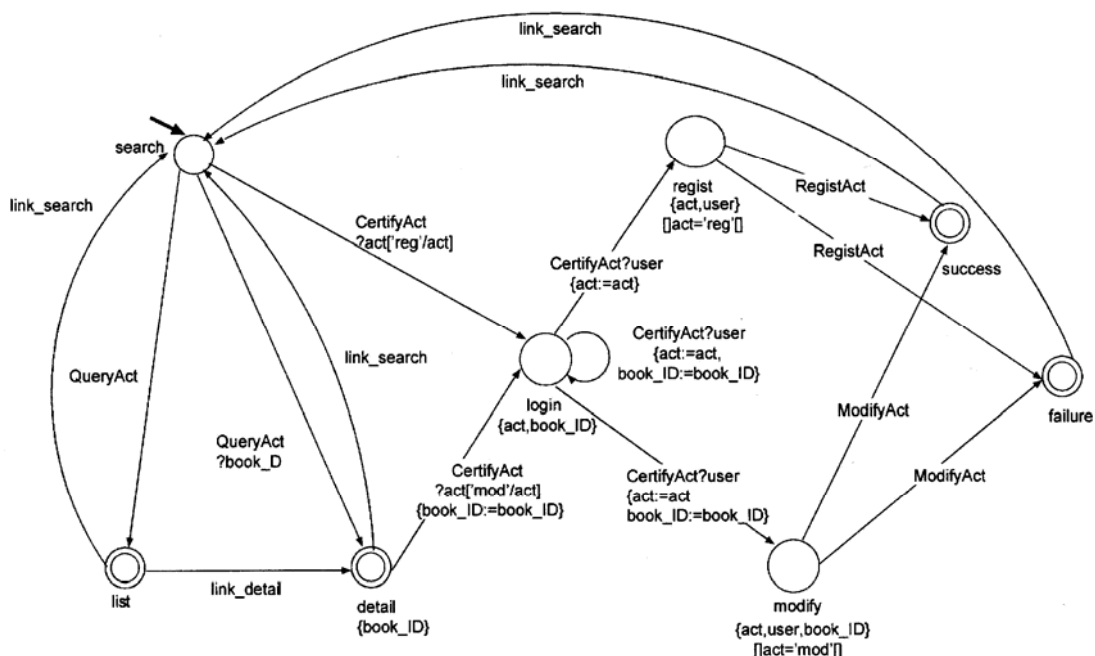 link_search
link_search
search
link_search
regist
{act,user}
[]act='reg'[]
RegistAct
RegistAct
success
CertifyAct
?act['reg'/act]
CertifyAct?user
{act:=act}
CertifyAct?user
{act:=act,
book_ID:=book_ID}
link_search
QueryAct
QueryAct
?book_D
login
{act,book_ID}
failure
ModifyAct
ModifyAct
CertifyAct
?act['mod'/act]
{book_ID:=book_ID}
CertifyAct?user
{act:=act
book_ID:=book_ID}
link_detail
list
detail
{book_ID}
modify
{act,user,book_ID}
[]act='mod'[]